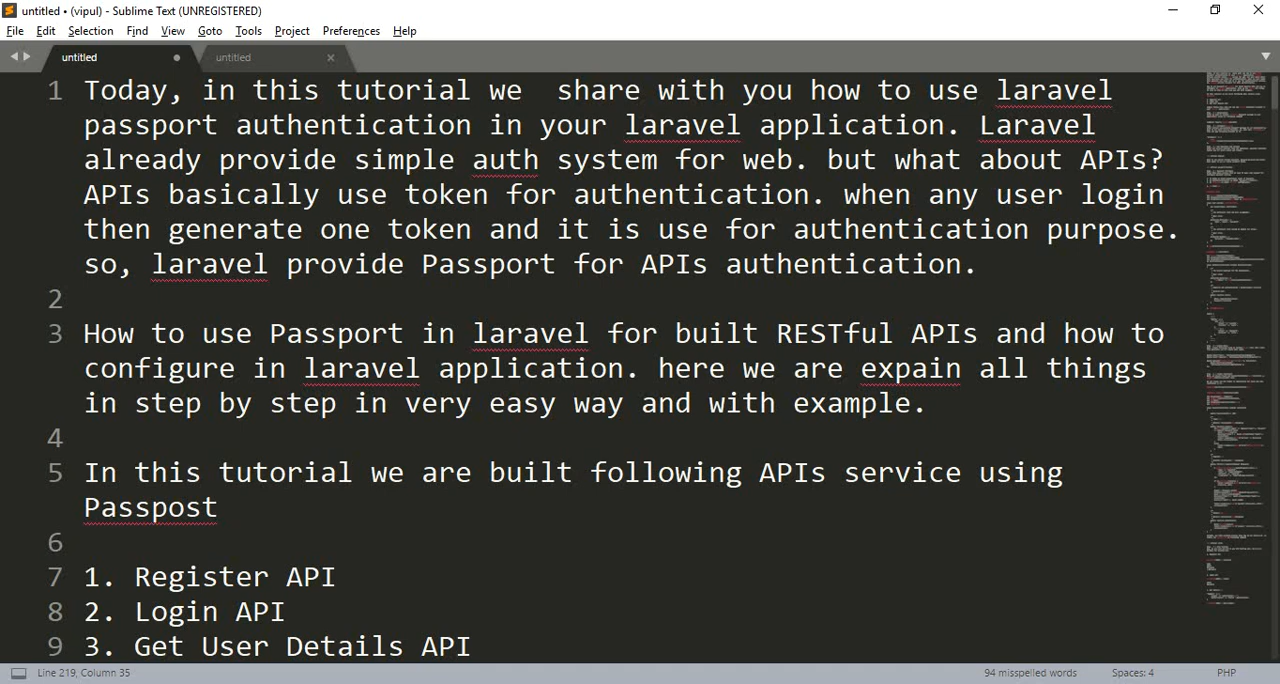 untitled • (vipul) - Sublime Text (UNREGISTERED)
File Edit Selection Find View Goto Tools Project Preferences Help
untitled untitled
1 Today, in this tutorial we  share with you how to use laravel
passport authentication in your laravel application. Laravel
already provide simple auth system for web. but what about APIs?
APIs basically use token for authentication. when any user login
then generate one token and it is use for authentication purpose.
so, laravel provide Passport for APIs authentication.
2
3 How to use Passport in laravel for built RESTful APIs and how to
configure in laravel application. here we are expain all things
in step by step in very easy way and with example.
4
5 In this tutorial we are built following APIs service using
Passpost
6
7 1. Register API
8 2. Login API
9 3. Get User Details API
Line 219, Column 35 94 misspelled words Spaces: 4 PHP